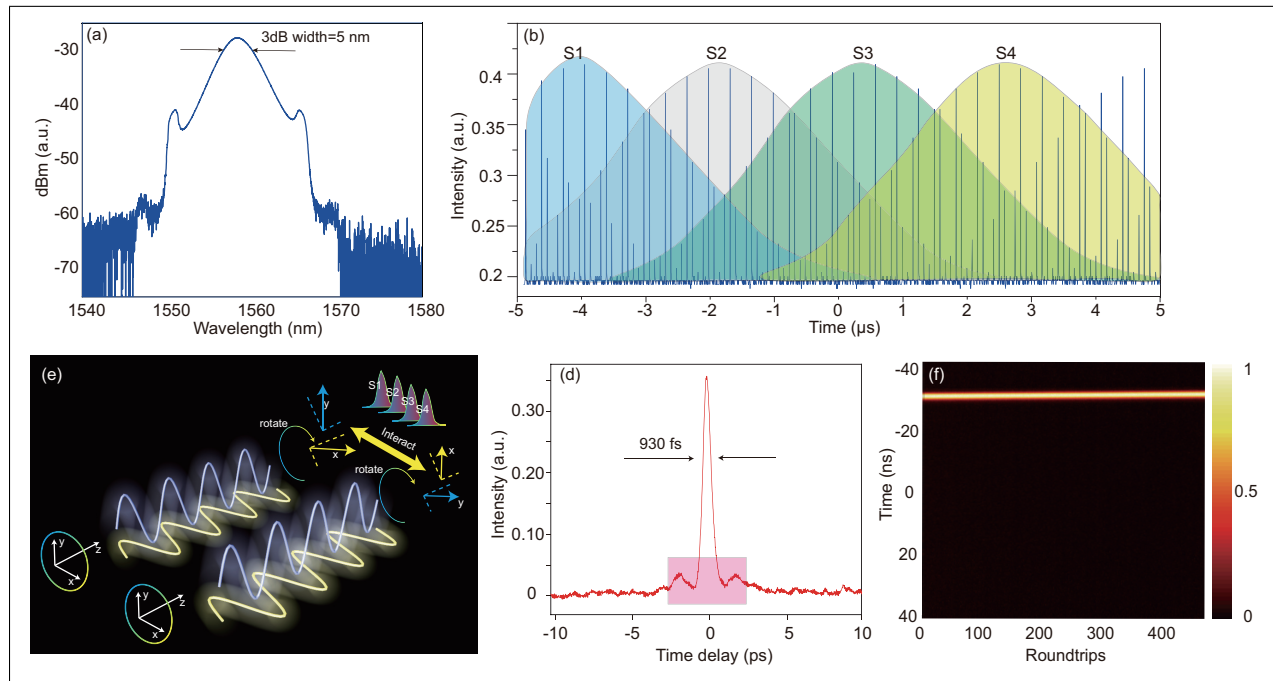 (a)
3dB width=5 nm
-30
-40
-50
-60
-70
dBm (a.u.)
1540
1550
1560
1570
1580
Wavelength (nm)
(b)
S1
S2
S3
S4
0.4
0.35
0.3
0.25
0.2
Intensity (a.u.)
-5
-4
-3
-2
-1
0
1
2
3
4
5
Time (µs)
(e)
S1
S2
S3
S4
y
rotate
x
Interact
x
rotate
y
y
z
x
y
z
x
(d)
0.30
0.20
0.10
0
Intensity (a.u.)
930 fs
-10
-5
0
5
10
Time delay (ps)
(f)
-40
-20
0
20
40
Time (ns)
0
100
200
300
400
Roundtrips
1
0.5
0